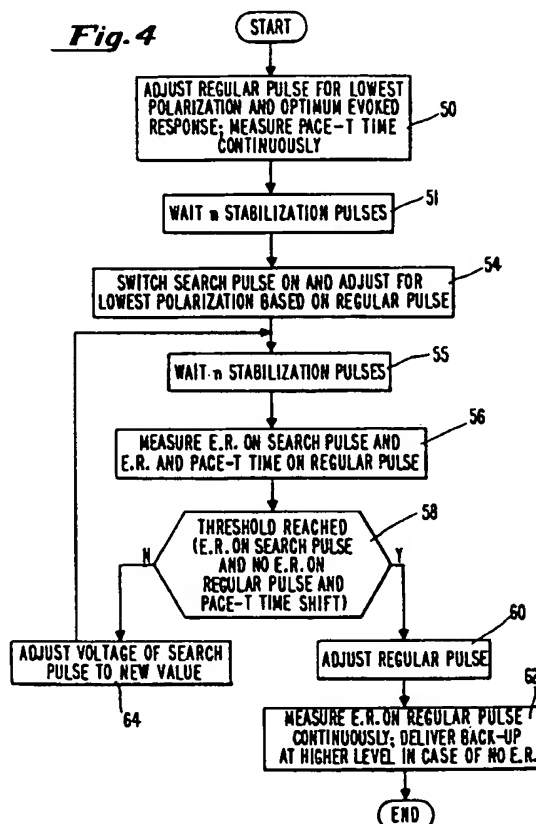 Fig. 4
START
ADJUST REGULAR PULSE FOR LOWEST
POLARIZATION AND OPTIMUM EVOKED
RESPONSE; MEASURE PACE-T TIME
CONTINUOUSLY
50
WAIT n STABILIZATION PULSES
51
SWITCH SEARCH PULSE ON AND ADJUST FOR
LOWEST POLARIZATION BASED ON REGULAR PULSE
54
WAIT n STABILIZATION PULSES
55
MEASURE E.R. ON SEARCH PULSE AND
E.R. AND PACE-T TIME ON REGULAR PULSE
56
THRESHOLD REACHED
(E.R. ON SEARCH PULSE
AND NO E.R. ON
REGULAR PULSE AND
PACE-T TIME SHIFT)
58
N
Y
ADJUST VOLTAGE OF SEARCH
PULSE TO NEW VALUE
64
ADJUST REGULAR PULSE
60
MEASURE E.R. ON REGULAR PULSE
CONTINUOUSLY; DELIVER BACK-UP
AT HIGHER LEVEL IN CASE OF NO E.R.
62
END